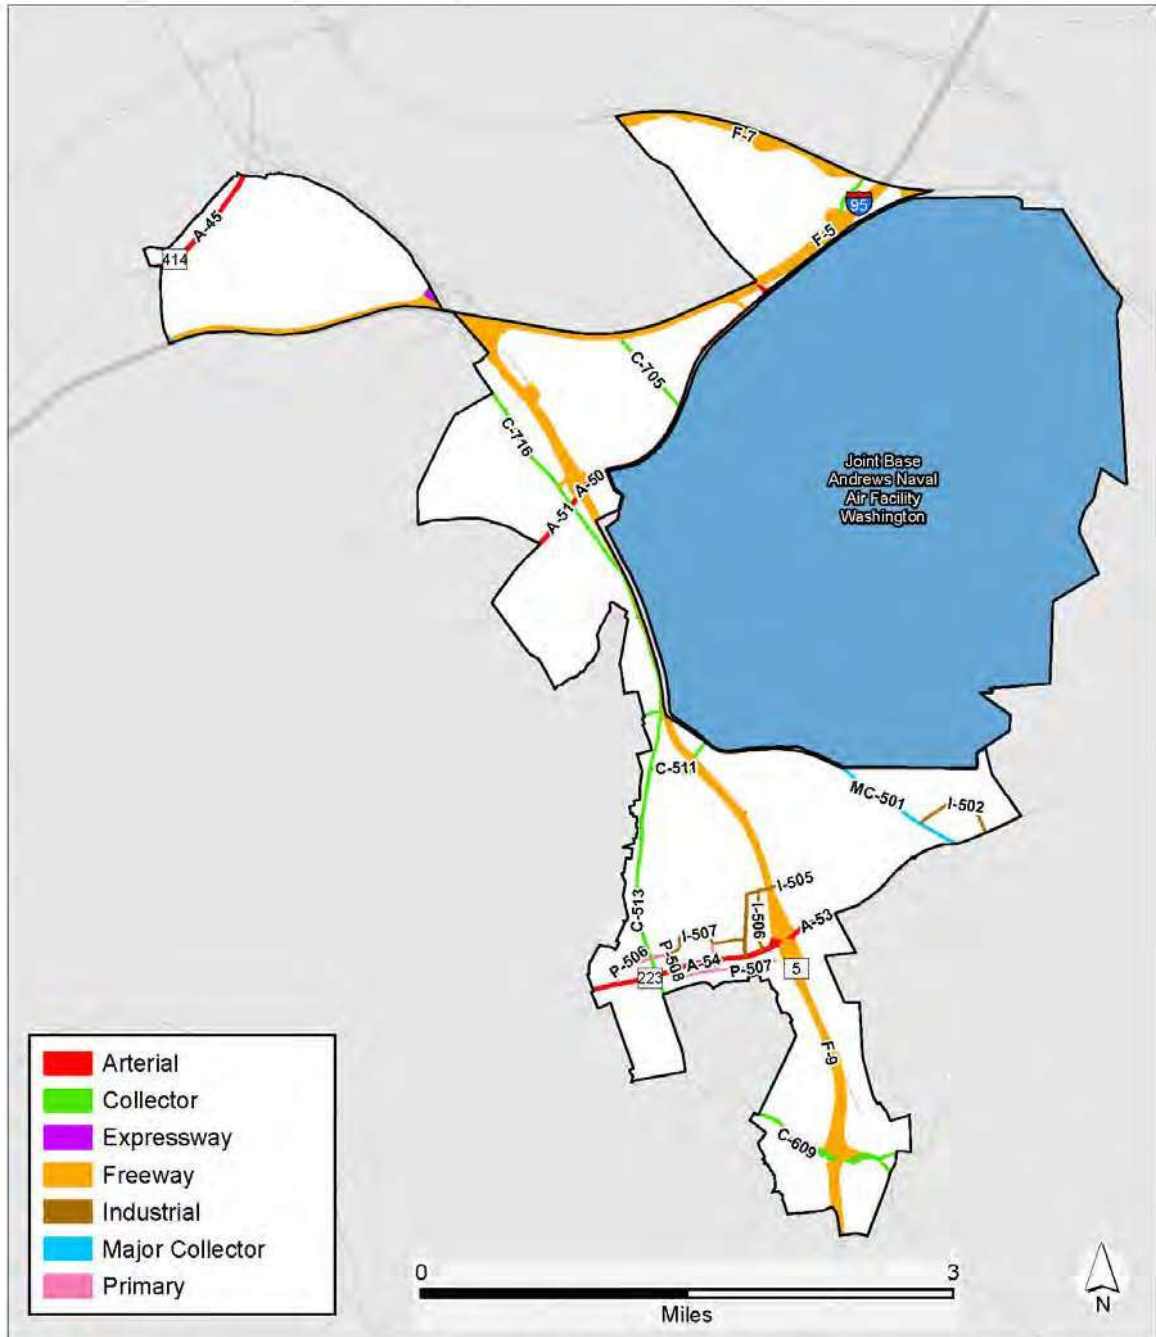 F-7
95
A-45
F-5
414
C-705
C-716
A-50
A-51
Joint Base
Andrews Naval
Air Facility
Washington
C-511
MC-501
I-502
I-505
C-513
I-506
A-53
I-507
P-506
P-508
A-54
P-507
223
5
F-9
C-609
Arterial
Collector
Expressway
Freeway
Industrial
Major Collector
Primary
0 3
Miles
N